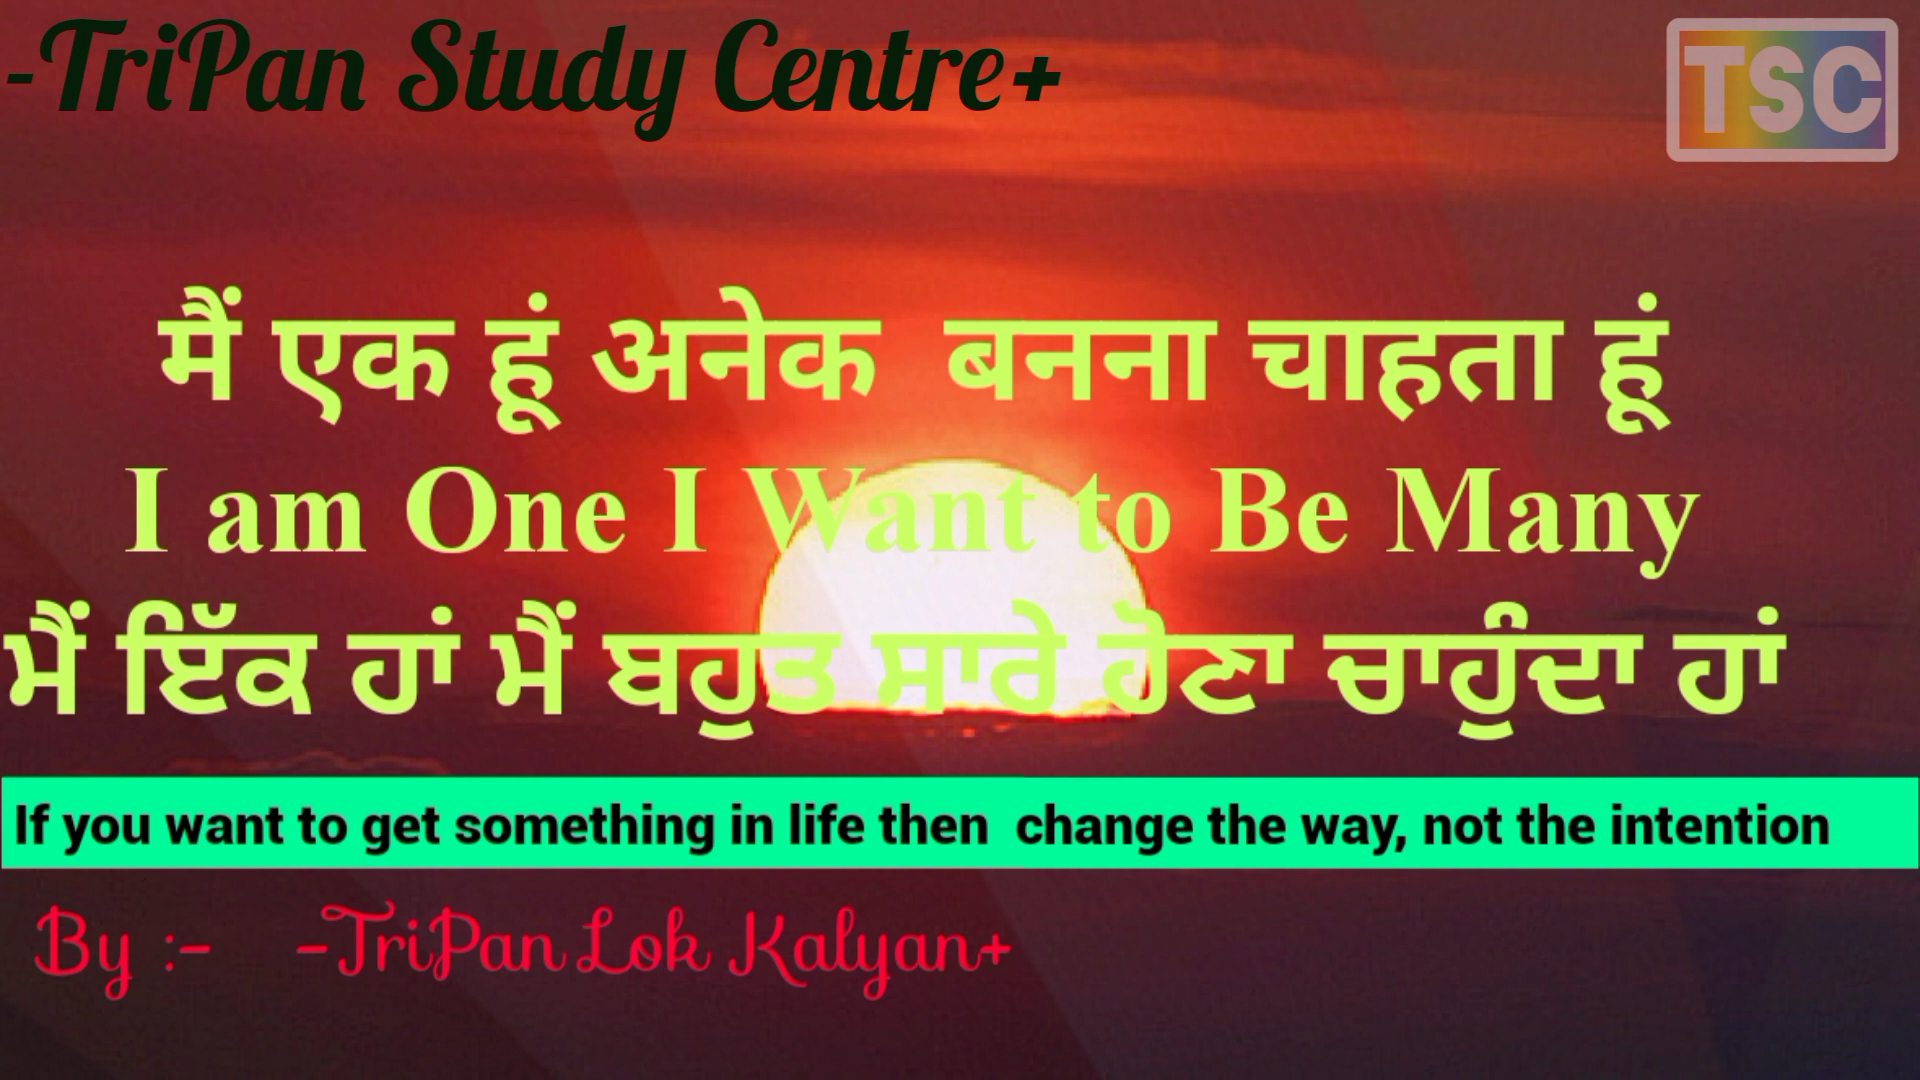 -TriPan Study Centre+
TSC
मैं एक हूं अनेक  बनना चाहता हूं
I am One I Want to Be Many
ਮੈਂ ਇੱਕ ਹਾਂ ਮੈਂ ਬਹੁਤ ਸਾਰੇ ਹੋਣਾ ਚਾਹੁੰਦਾ ਹਾਂ
If you want to get something in life then  change the way, not the intention
By :-    -TriPan Lok Kalyan+